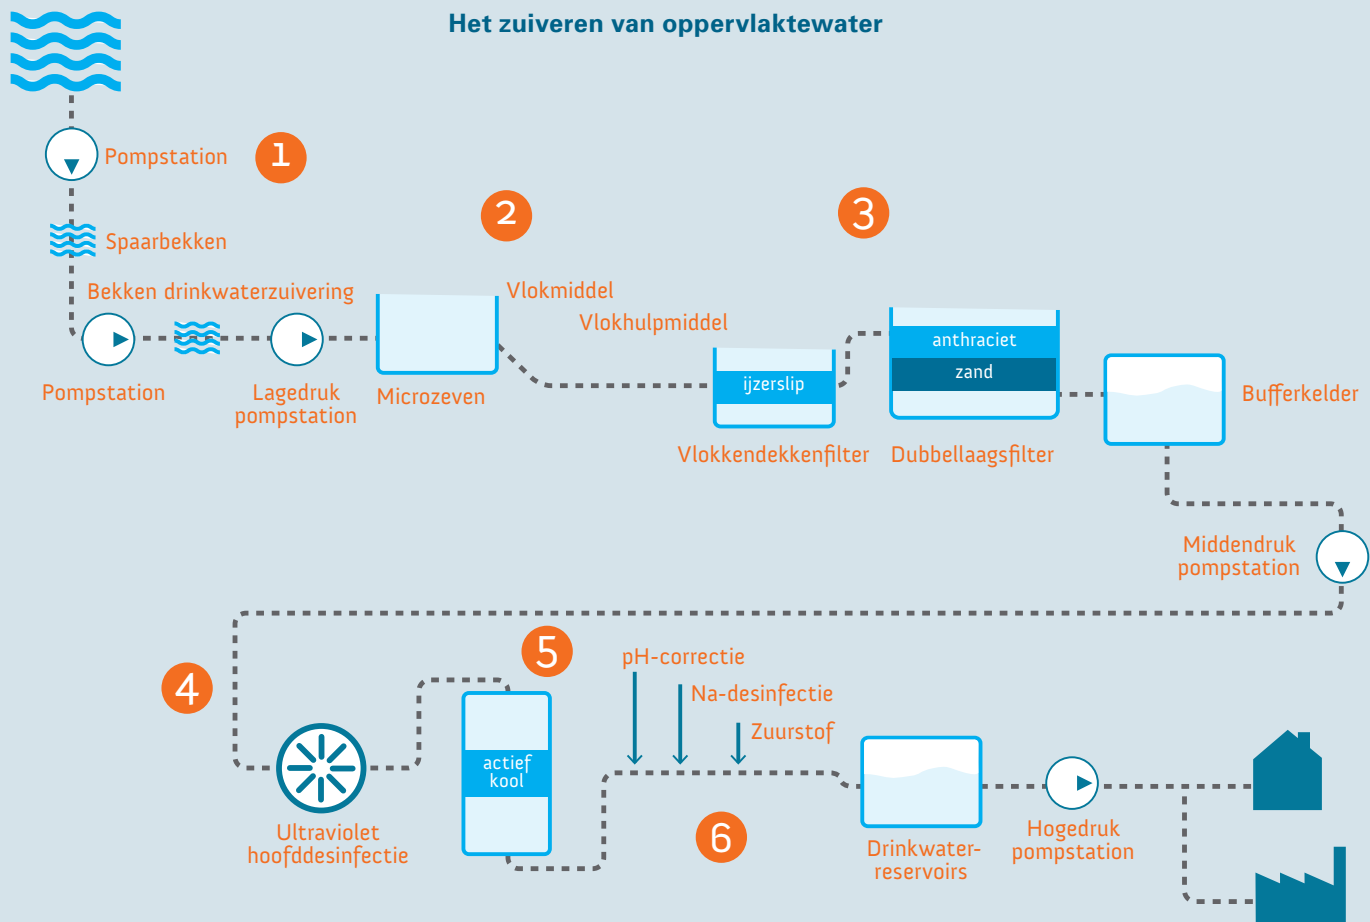 Het zuiveren van oppervlaktewater
Pompstation
1
Spaarbekken
Bekken drinkwaterzuivering
Pompstation
Lagedruk
pompstation
Microzeven
2
Vlokmiddel
Vlokhulpmiddel
ijzerslip
Vlokkendekkenfilter
3
anthraciet
zand
Dubbellaagsfilter
Bufferkelder
Middendruk
pompstation
4
Ultraviolet
hoofddesinfectie
5
actief
kool
pH-correctie
Na-desinfectie
Zuurstof
6
Drinkwater-
reservoirs
Hogedruk
pompstation